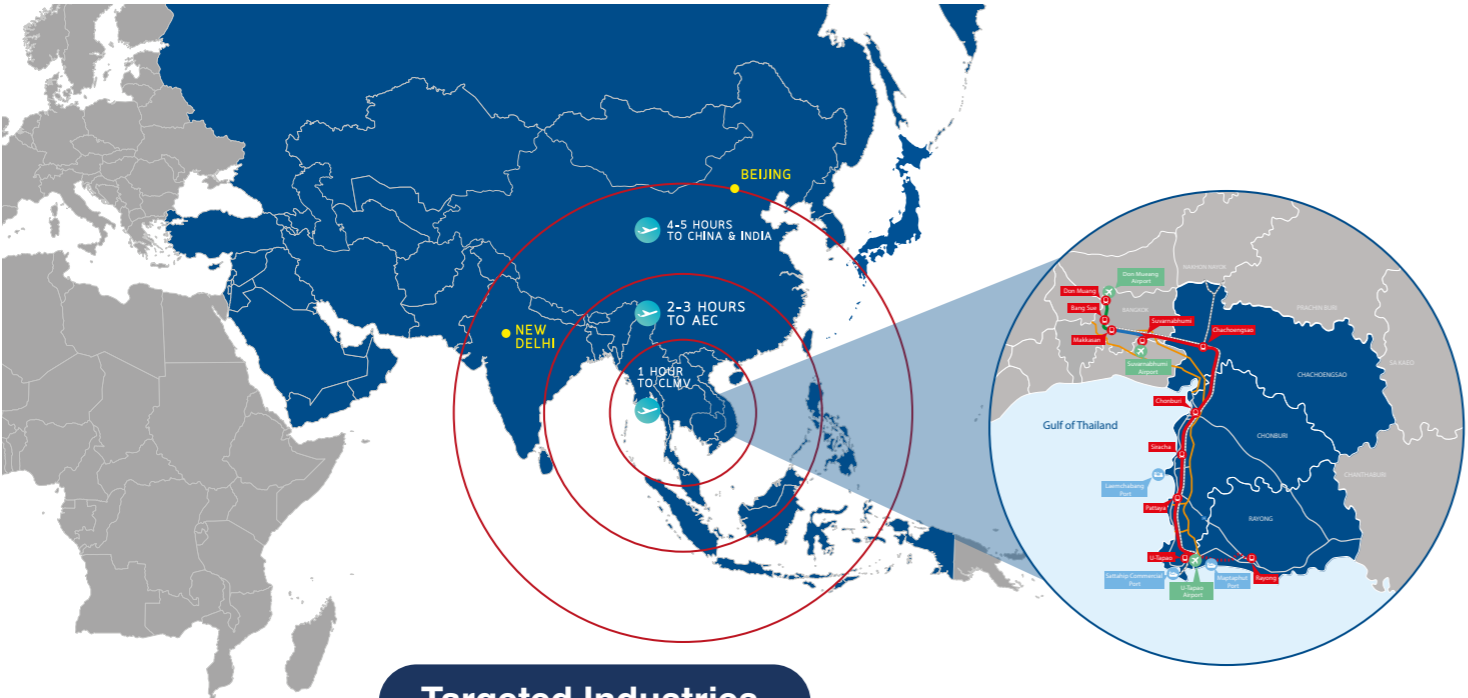 BEIJING
4-5 HOURS
TO CHINA & INDIA
2-3 HOURS
TO AEC
NEW
DELHI
1 HOUR
TO CLMV
NAKHON NAYOK
Don Mueang
Airport
Don Muang
Bang Sue
BANGKOK
PRACHIN BURI
Suvarnabhumi
Chachoengsao
Makkasan
Suvarnabhumi
Airport
SA KAEO
CHACHOENGSAO
Chonburi
Gulf of Thailand
CHONBURI
Siracha
CHANTHABURI
Laemchabang
Port
Pattaya
RAYONG
U-Tapao
Sattahip Commercial
Port
Maptaphut
Port
Rayong
U-Tapao
Airport
Targeted Industries